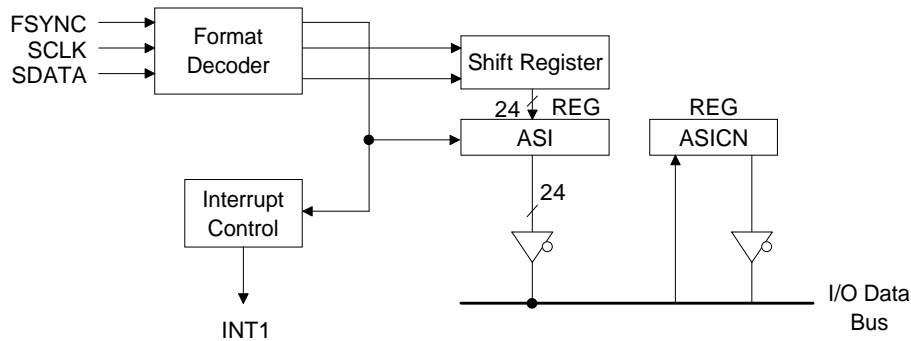 FSYNC
SCLK
SDATA
Format
Decoder
Shift Register
24
REG
ASI
REG
ASICN
24
Interrupt
Control
INT1
I/O Data
Bus